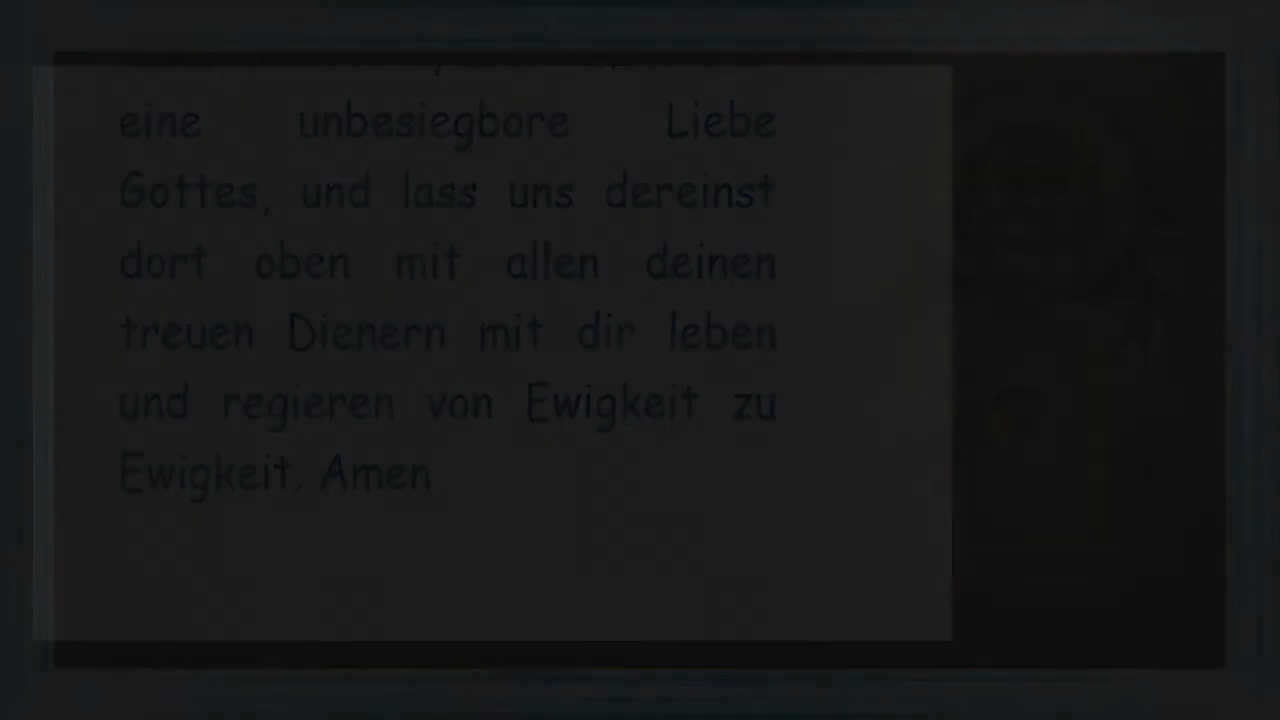 eine unbesiegbare Liebe
Gottes, und lass uns dereinst
dort oben mit allen deinen
treuen Dienern mit dir leben
und regieren von Ewigkeit zu
Ewigkeit. Amen